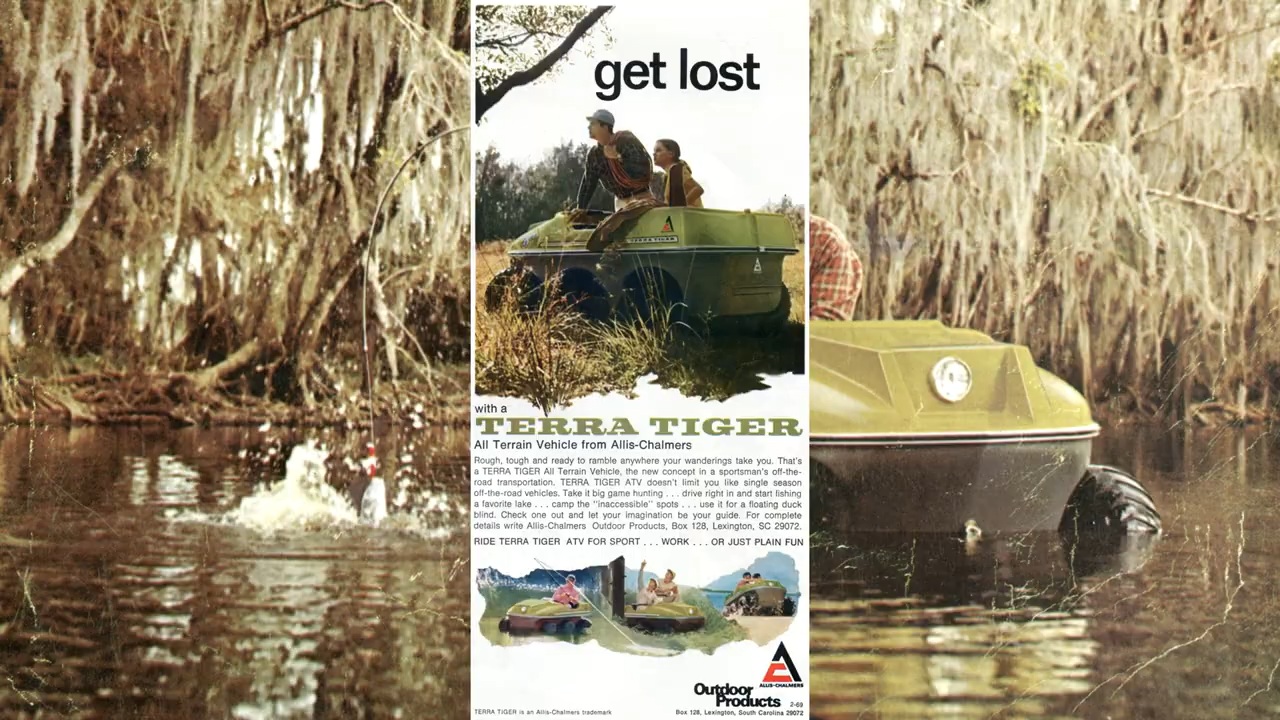 get lost
TERRA TIGER
with a
TERRA TIGER
All Terrain Vehicle from Allis-Chalmers
Rough, tough and ready to ramble anywhere your wanderings take you. That's
a TERRA TIGER All Terrain Vehicle, the new concept in a sportsman's off-the-
road transportation. TERRA TIGER ATV doesn't limit you like single season
off-the-road vehicles. Take it big game hunting . . . drive right in and start fishing
a favorite lake . . . camp the "inaccessible" spots . . . use it for a floating duck
blind. Check one out and let your imagination be your guide. For complete
details write Allis-Chalmers Outdoor Products, Box 128, Lexington, SC 29072.
RIDE TERRA TIGER ATV FOR SPORT . . . WORK . . . OR JUST PLAIN FUN
ALLIS-CHALMERS
Outdoor
Products
2-69
TERRA TIGER is an Allis-Chalmers trademark
Box 128, Lexington, South Carolina 29072